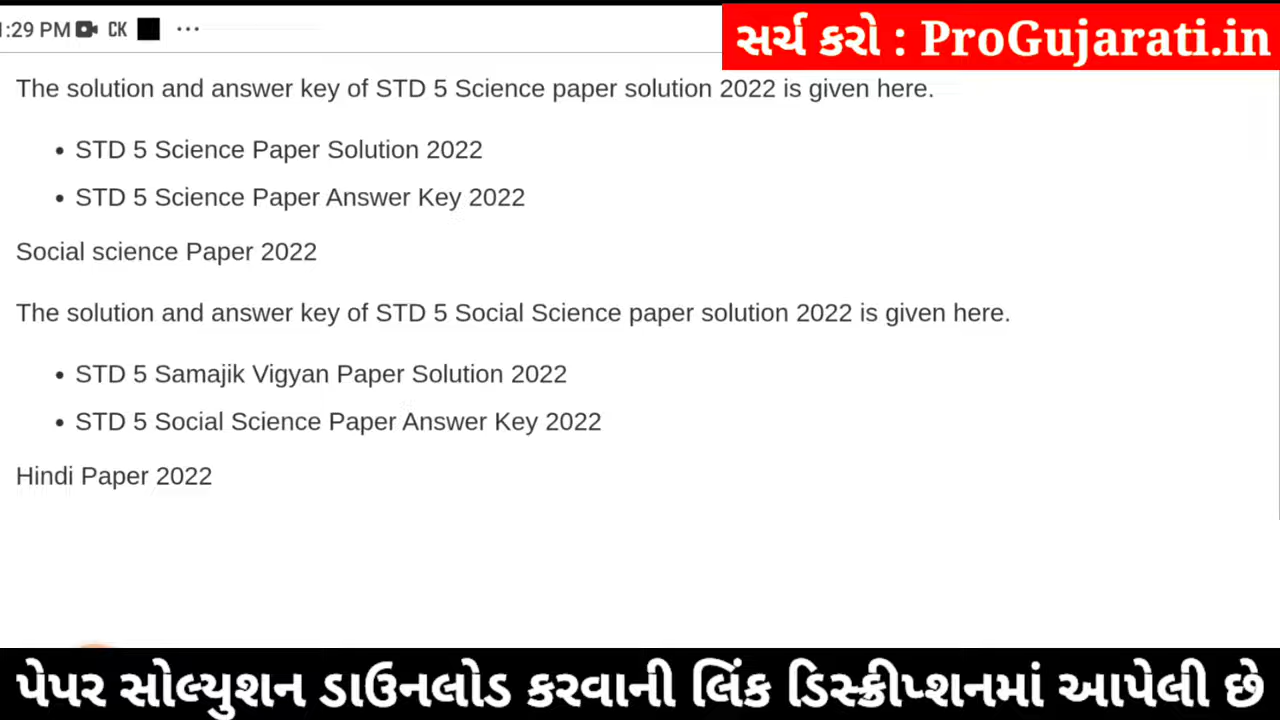 :29 PM CK ...
સર્ચ કરો : ProGujarati.in
The solution and answer key of STD 5 Science paper solution 2022 is given here.
• STD 5 Science Paper Solution 2022
• STD 5 Science Paper Answer Key 2022
Social science Paper 2022
The solution and answer key of STD 5 Social Science paper solution 2022 is given here.
• STD 5 Samajik Vigyan Paper Solution 2022
• STD 5 Social Science Paper Answer Key 2022
Hindi Paper 2022
પેપર સોલ્યુશન ડાઉનલોડ કરવાની લિંક ડિસ્ક્રીપ્શનમાં આપેલી છે